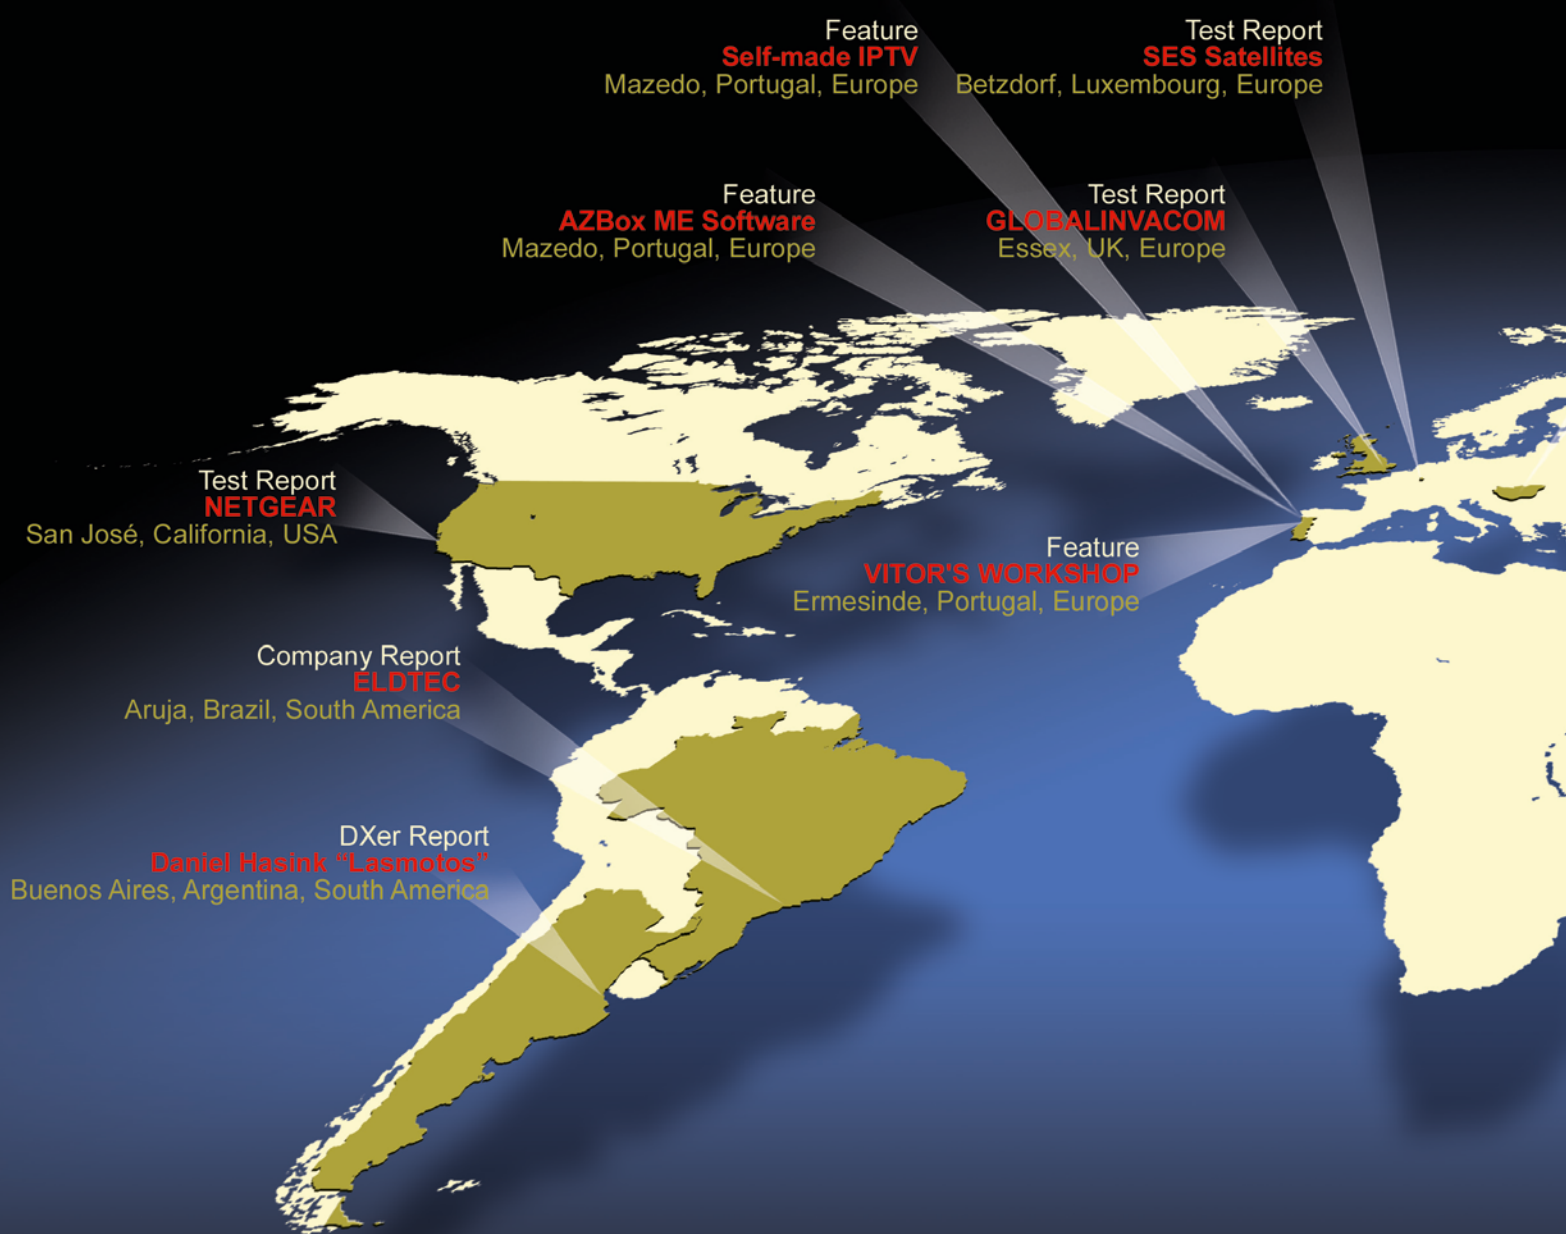 Feature
Self-made IPTV
Mazedo, Portugal, Europe
Test Report
SES Satellites
Betzdorf, Luxembourg, Europe
Feature
AZBox ME Software
Mazedo, Portugal, Europe
Test Report
GLOBALINVACOM
Essex, UK, Europe
Test Report
NETGEAR
San José, California, USA
Feature
VITOR'S WORKSHOP
Ermesinde, Portugal, Europe
Company Report
ELDTEC
Aruja, Brazil, South America
DXer Report
Daniel Hasink “Lasmotos”
Buenos Aires, Argentina, South America